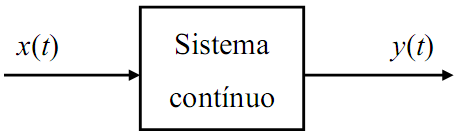 x(t)
Sistema
contínuo
y(t)